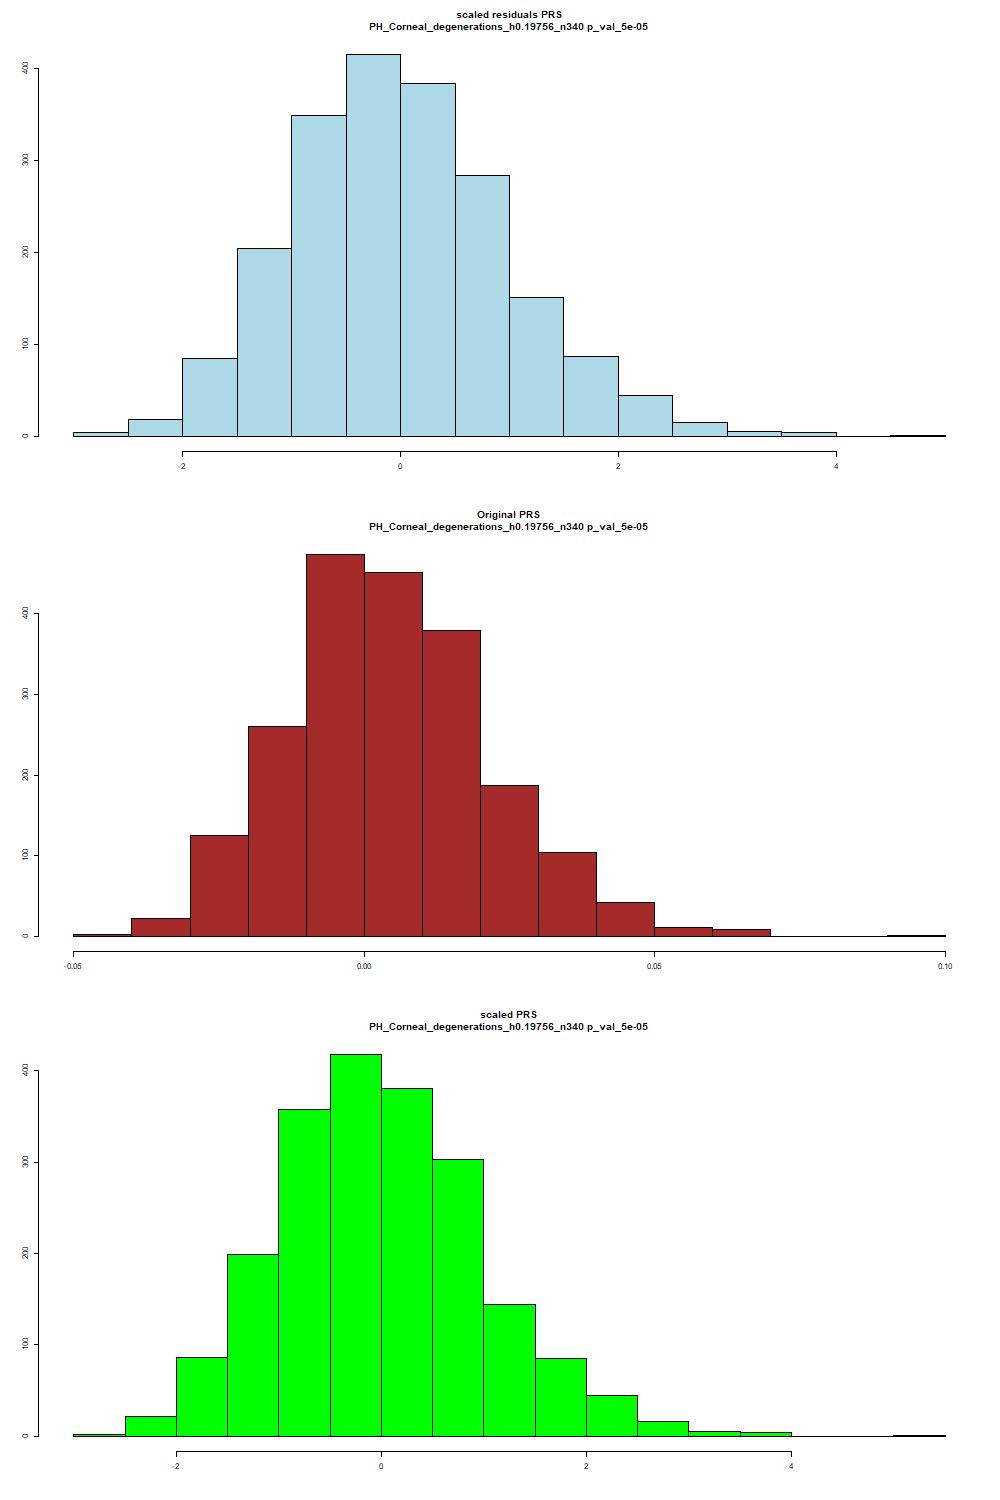 scaled residuals PRS
PH_Corneal_degenerations_h0.19756_n340 p_val_5e-05
400
300
200
100
0
-2 0 2 4
Original PRS
PH_Corneal_degenerations_h0.19756_n340 p_val_5e-05
400
300
200
100
0
-0.05 0.00 0.05 0.10
scaled PRS
PH_Corneal_degenerations_h0.19756_n340 p_val_5e-05
400
300
200
100
0
-2 0 2 4